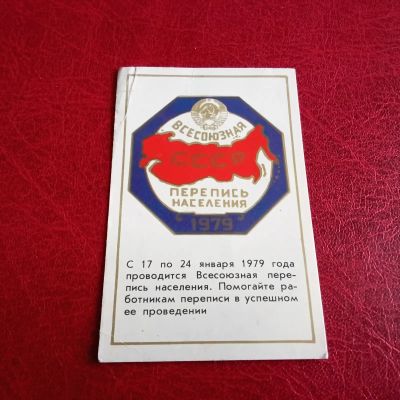 ВСЕСОЮЗНАЯ
СССР
ПЕРЕПИСЬ
НАСЕЛЕНИЯ
1979
С 17 по 24 января 1979 года
проводится Всесоюзная пере-
пись населения. Помогайте ра-
ботникам переписи в успешном
ее проведении